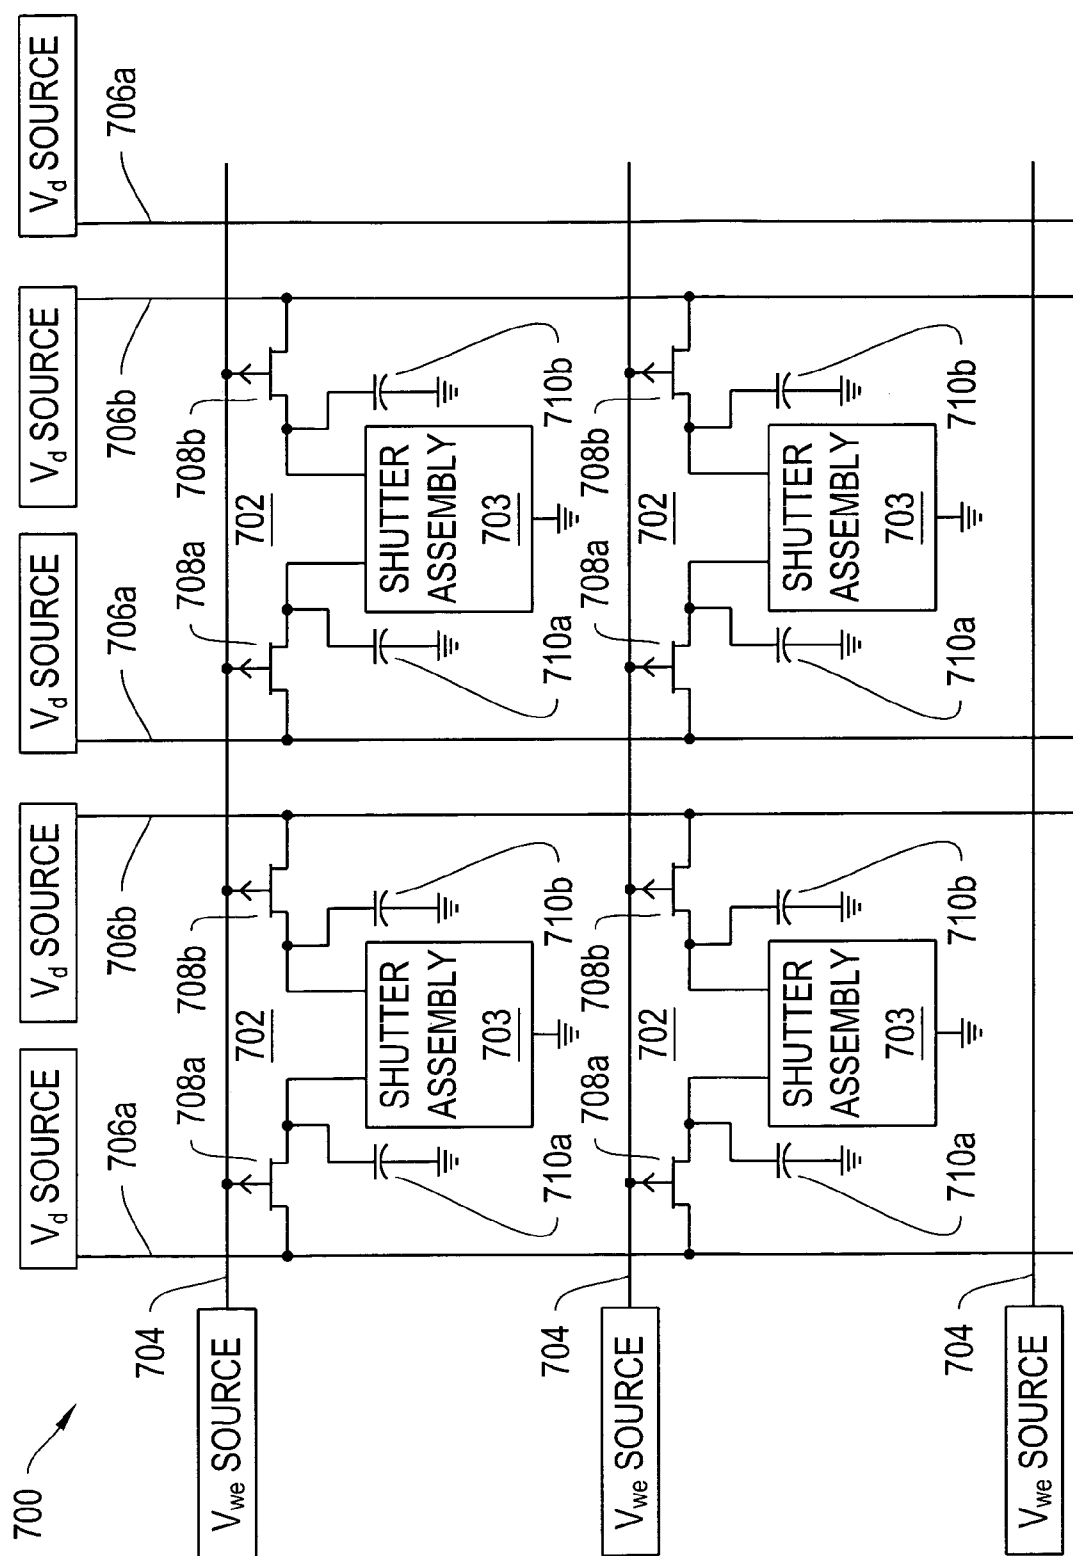 700
V_d SOURCE
V_d SOURCE
V_d SOURCE
V_d SOURCE
V_d SOURCE
706a
706b
706a
706b
706a
704
708a
708b
708a
708b
V_we SOURCE
702
702
SHUTTER
ASSEMBLY
703
SHUTTER
ASSEMBLY
703
704
710a
710b
710a
710b
708a
708b
708a
708b
V_we SOURCE
702
702
SHUTTER
ASSEMBLY
703
SHUTTER
ASSEMBLY
703
704
710a
710b
710a
710b
V_we SOURCE